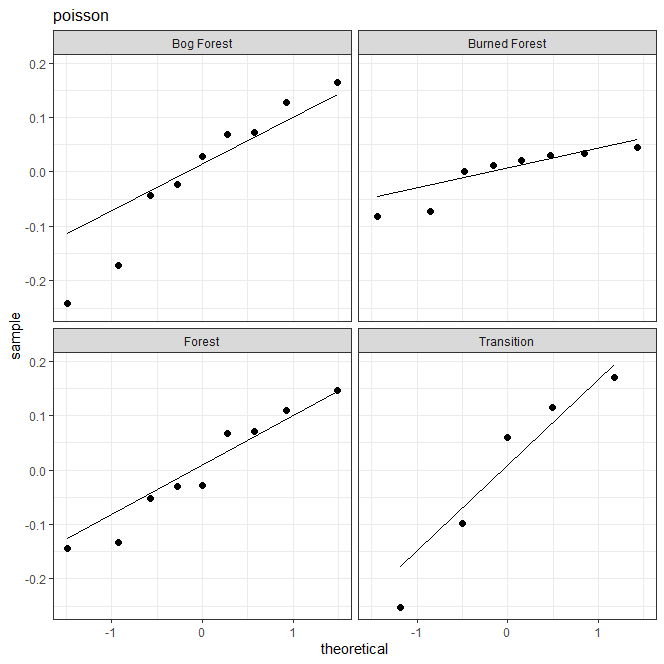 poisson
Bog Forest
Burned Forest
0.2
0.1
0.0
-0.1
-0.2
Forest
Transition
0.2
0.1
0.0
-0.1
-0.2
-1
0
1
-1
0
1
sample
theoretical